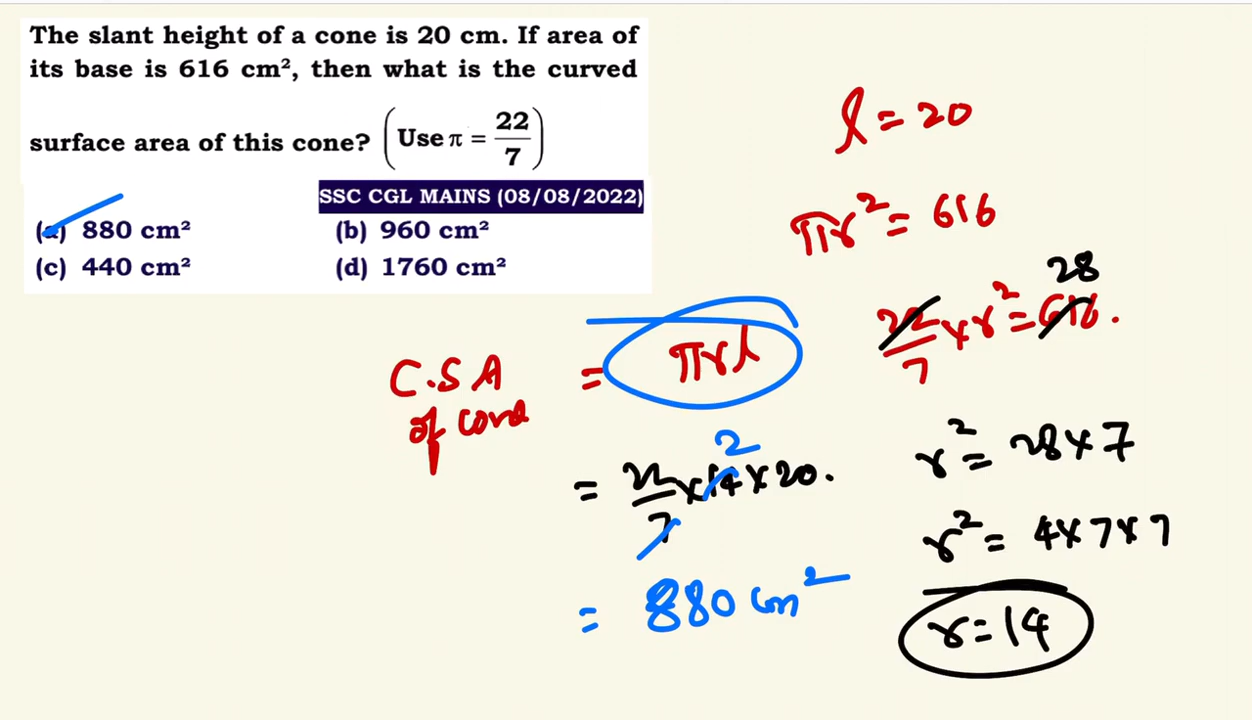 The slant height of a cone is 20 cm. If area of
its base is 616 cm², then what is the curved
surface area of this cone? (Use π = 22/7)
SSC CGL MAINS (08/08/2022)
(a) 880 cm² (b) 960 cm²
(c) 440 cm² (d) 1760 cm²
l = 20
πr² = 616
28
22/7 × r² = 616.
r² = 28×7
r² = 4×7×7
r = 14
C.S.A = πrl
of cone
2
= 22/7 × 14 × 20.
= 880 cm²